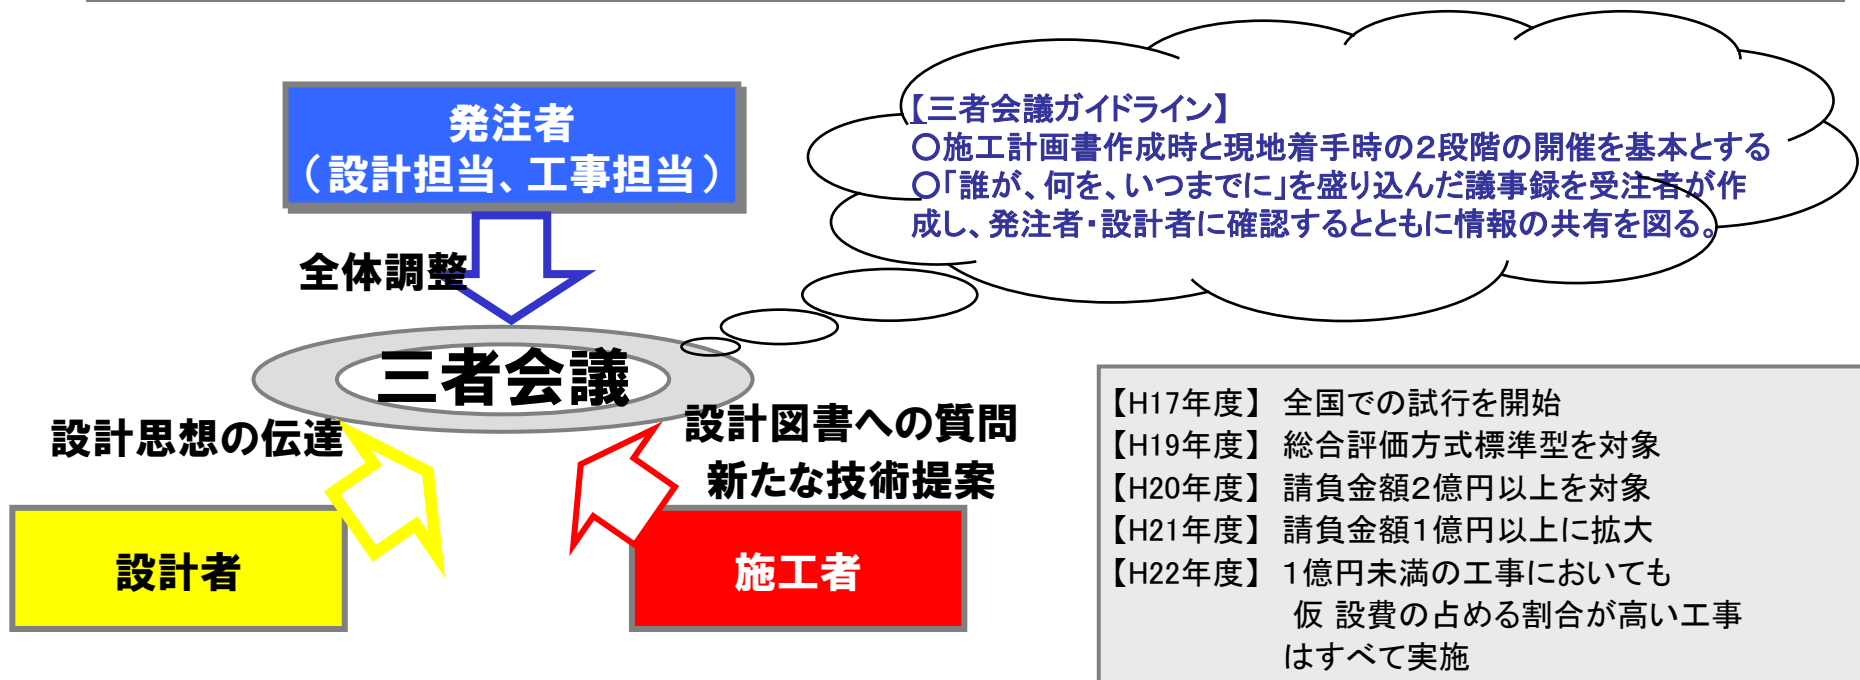 発注者
(設計担当、工事担当)
【三者会議ガイドライン】
○施工計画書作成時と現地着手時の2段階の開催を基本とする
○「誰が、何を、いつまでに」を盛り込んだ議事録を受注者が作
成し、発注者・設計者に確認するとともに情報の共有を図る。
全体調整
三者会議
設計思想の伝達
設計図書への質問
新たな技術提案
設計者
施工者
【H17年度】 全国での試行を開始
【H19年度】 総合評価方式標準型を対象
【H20年度】 請負金額2億円以上を対象
【H21年度】 請負金額1億円以上に拡大
【H22年度】 1億円未満の工事においても
仮 設費の占める割合が高い工事
はすべて実施